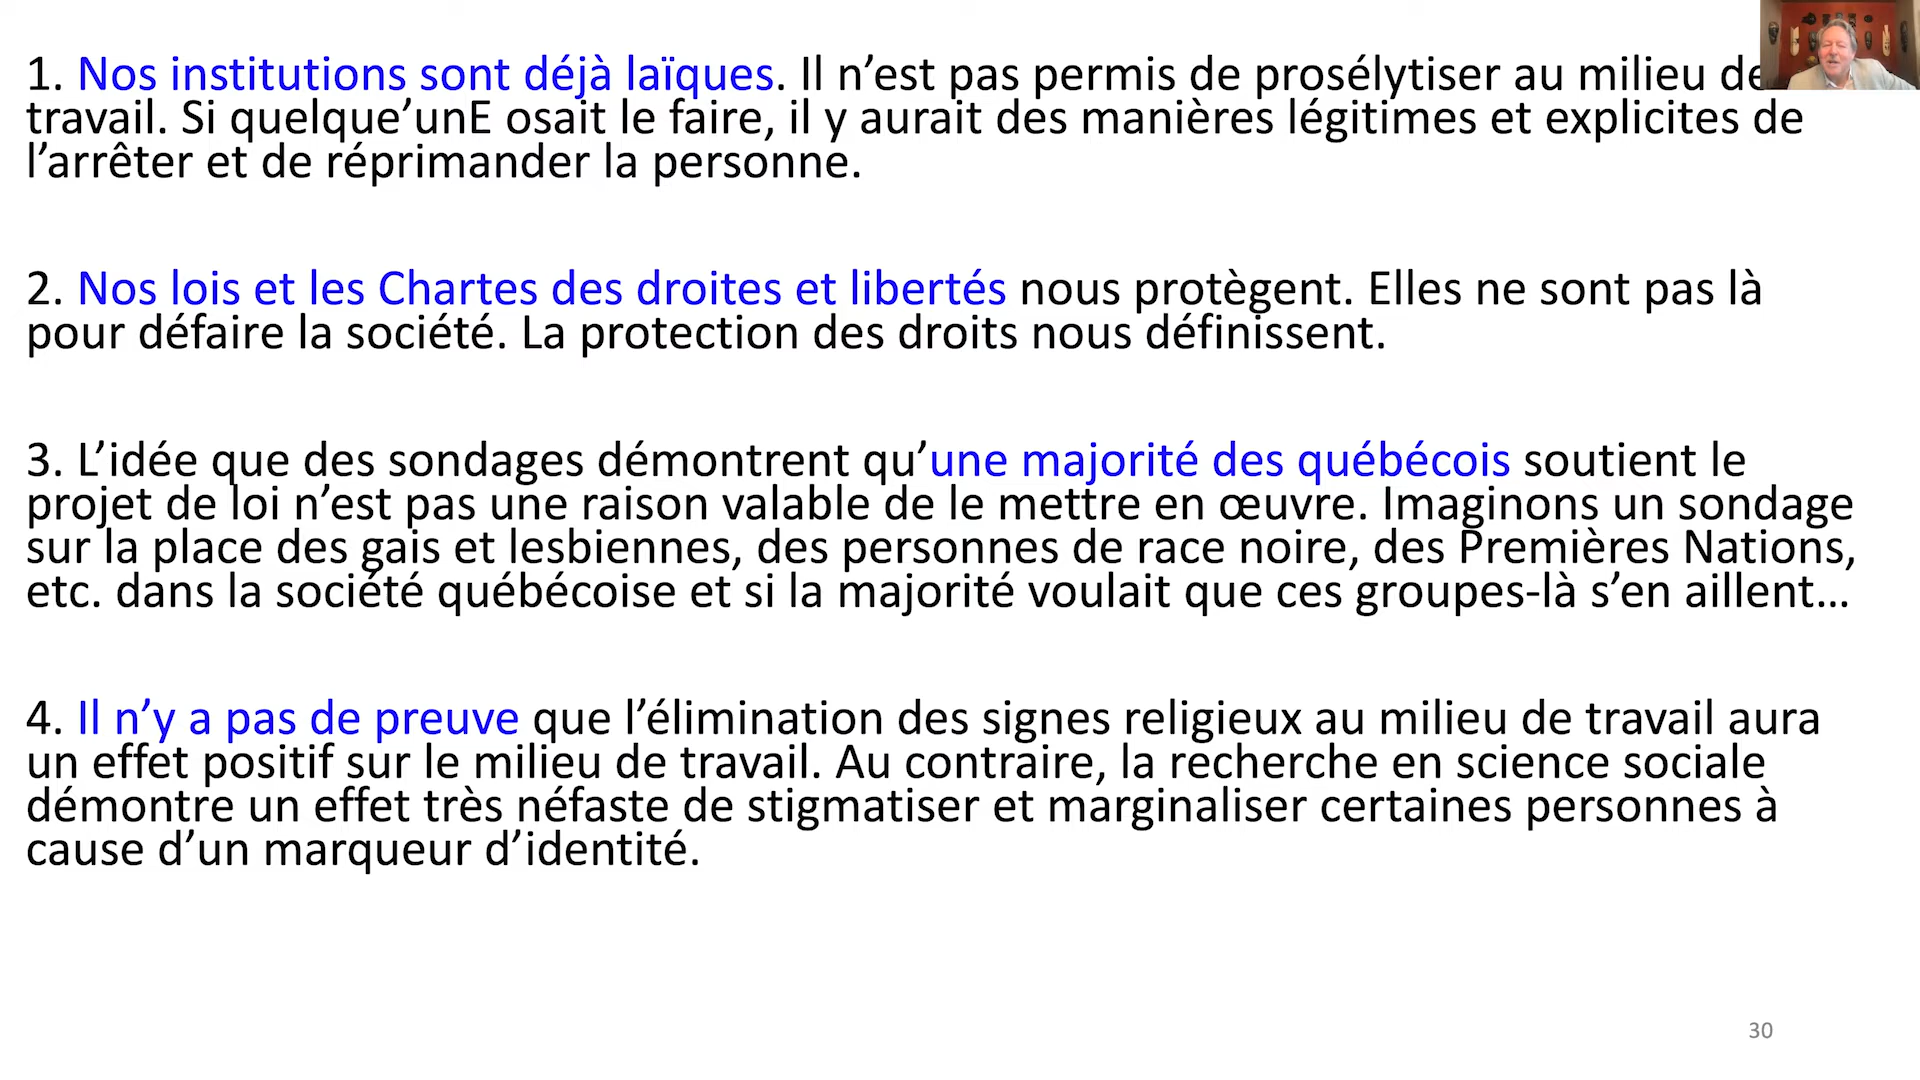 1. Nos institutions sont déjà laïques. Il n’est pas permis de prosélytiser au milieu de
travail. Si quelque’unE osait le faire, il y aurait des manières légitimes et explicites de
l’arrêter et de réprimander la personne.
2. Nos lois et les Chartes des droites et libertés nous protègent. Elles ne sont pas là
pour défaire la société. La protection des droits nous définissent.
3. L’idée que des sondages démontrent qu’une majorité des québécois soutient le
projet de loi n’est pas une raison valable de le mettre en œuvre. Imaginons un sondage
sur la place des gais et lesbiennes, des personnes de race noire, des Premières Nations,
etc. dans la société québécoise et si la majorité voulait que ces groupes-là s’en aillent…
4. Il n’y a pas de preuve que l’élimination des signes religieux au milieu de travail aura
un effet positif sur le milieu de travail. Au contraire, la recherche en science sociale
démontre un effet très néfaste de stigmatiser et marginaliser certaines personnes à
cause d’un marqueur d’identité.
30